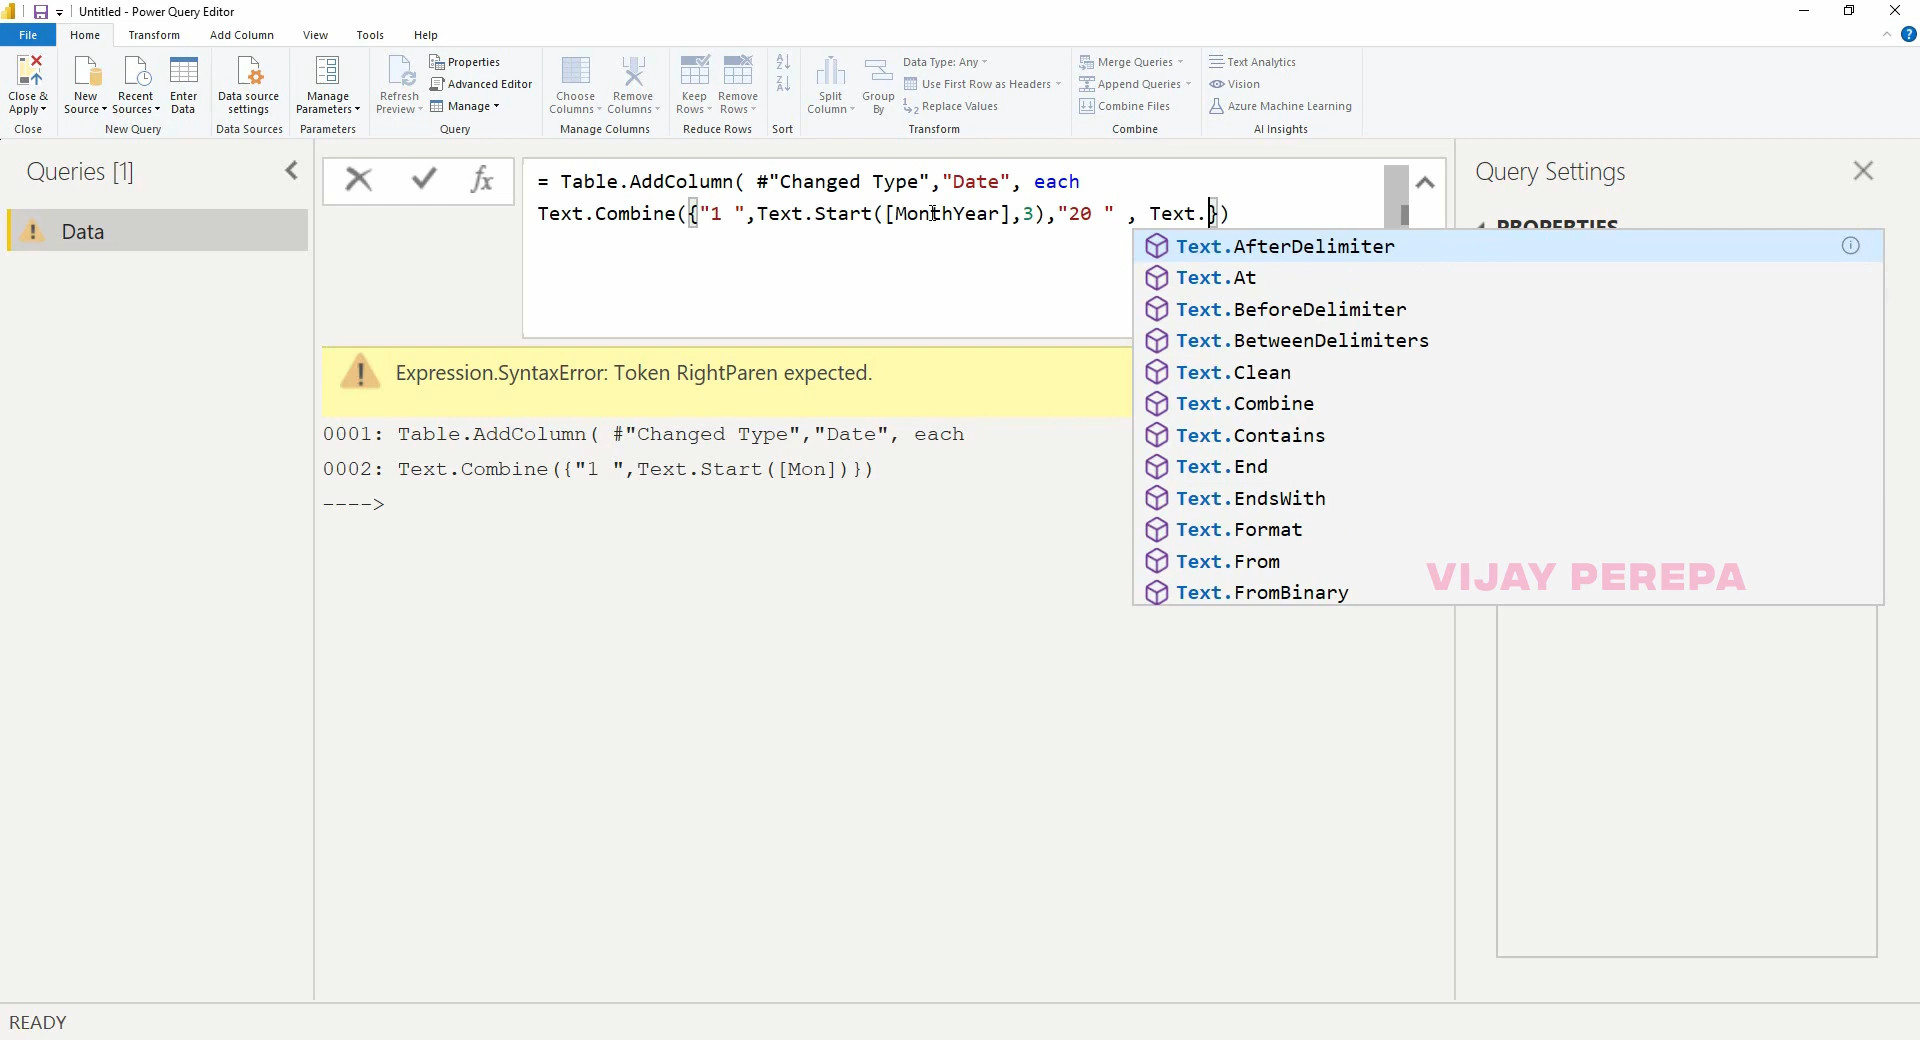 Untitled - Power Query Editor
File Home Transform Add Column View Tools Help
Close & Apply
New Source
Recent Sources
Enter Data
Data source settings
Manage Parameters
Refresh Preview
Properties
Advanced Editor
Manage
Choose Columns
Remove Columns
Keep Rows
Remove Rows
Split Column
Group By
Data Type: Any
Use First Row as Headers
Replace Values
Merge Queries
Append Queries
Combine Files
Text Analytics
Vision
Azure Machine Learning
Close New Query Data Sources Parameters Query Manage Columns Reduce Rows Sort Transform Combine AI Insights
Queries [1]
Data
= Table.AddColumn( #"Changed Type","Date", each
Text.Combine({"1 ",Text.Start([MonthYear],3),"20 " , Text.})
Query Settings
PROPERTIES
Text.AfterDelimiter
Text.At
Text.BeforeDelimiter
Text.BetweenDelimiters
Text.Clean
Text.Combine
Text.Contains
Text.End
Text.EndsWith
Text.Format
Text.From
Text.FromBinary
VIJAY PEREPA
Expression.SyntaxError: Token RightParen expected.
0001: Table.AddColumn( #"Changed Type","Date", each
0002: Text.Combine({"1 ",Text.Start([Mon])})
---->
READY